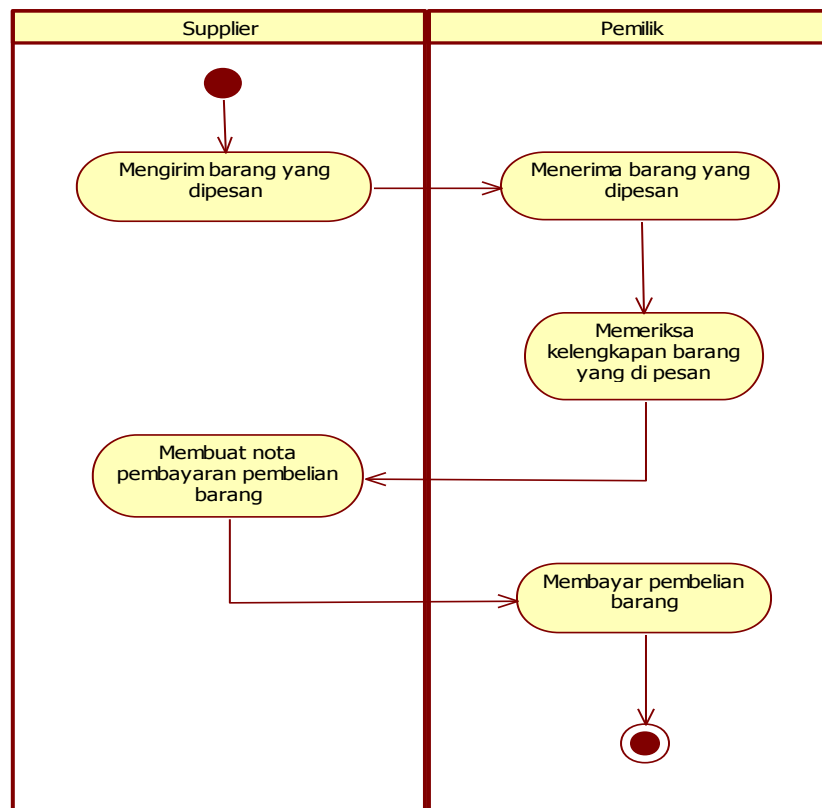 Supplier
Pemilik
Mengirim barang yang
dipesan
Menerima barang yang
dipesan
Memeriksa
kelengkapan barang
yang di pesan
Membuat nota
pembayaran pembelian
barang
Membayar pembelian
barang